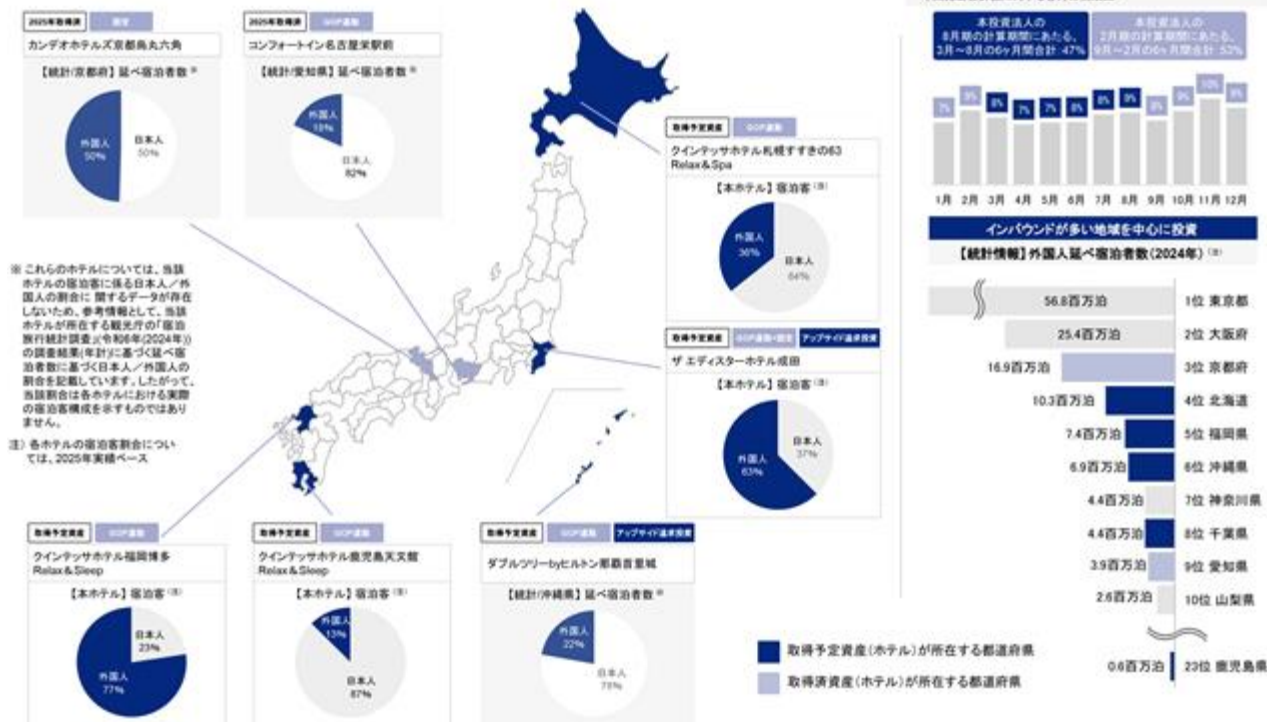 2025年取得済 固定
カンデオホテルズ京都烏丸六角
【統計/京都府】延べ宿泊者数 ※
外国人
50%
日本人
50%
2025年取得済 GOP連動
コンフォートイン名古屋栄駅前
【統計/愛知県】延べ宿泊者数 ※
外国人
18%
日本人
82%
※ これらのホテルについては、当該
ホテルの宿泊客に係る日本人/外
国人の割合に関するデータが存在
しないため、参考情報として、当該
ホテルが所在する観光庁の「宿泊
旅行統計調査」(令和6年(2024年))
の調査結果(年計)に基づく延べ宿
泊者数に基づく日本人/外国人の
割合を記載しています。したがって、
当該割合は各ホテルにおける実際
の宿泊客構成を示すものではあり
ません。
注) 各ホテルの宿泊客割合につい
ては、2025年実績ベース
取得予定資産 GOP連動
クインテッサホテル札幌すすきの63
Relax&Spa
【本ホテル】宿泊客 (注)
外国人
36%
日本人
64%
取得予定資産 GOP連動+固定 アップサイド追求投資
ザ エディスターホテル成田
【本ホテル】宿泊客 (注)
日本人
37%
外国人
63%
取得予定資産 GOP連動
クインテッサホテル福岡博多
Relax&Sleep
【本ホテル】宿泊客 (注)
日本人
23%
外国人
77%
取得予定資産 GOP連動
クインテッサホテル鹿児島天文館
Relax&Sleep
【本ホテル】宿泊客 (注)
外国人
13%
日本人
87%
取得予定資産 GOP連動 アップサイド追求投資
ダブルツリーbyヒルトン那覇首里城
【統計/沖縄県】延べ宿泊者数 ※
外国人
22%
日本人
78%
本投資法人の
8月期の計算期間にあたる、
3月~8月の6ヶ月間合計 47%
本投資法人の
2月期の計算期間にあたる、
9月~2月の6ヶ月間合計 53%
7% 9% 8% 7% 7% 8% 8% 9% 8% 9% 10% 9%
1月 2月 3月 4月 5月 6月 7月 8月 9月 10月 11月 12月
インバウンドが多い地域を中心に投資
【統計情報】外国人延べ宿泊者数(2024年) (注)
56.8百万泊 1位 東京都
25.4百万泊 2位 大阪府
16.9百万泊 3位 京都府
10.3百万泊 4位 北海道
7.4百万泊 5位 福岡県
6.9百万泊 6位 沖縄県
4.4百万泊 7位 神奈川県
4.4百万泊 8位 千葉県
3.9百万泊 9位 愛知県
2.6百万泊 10位 山梨県
0.6百万泊 23位 鹿児島県
取得予定資産(ホテル)が所在する都道府県
取得済資産(ホテル)が所在する都道府県